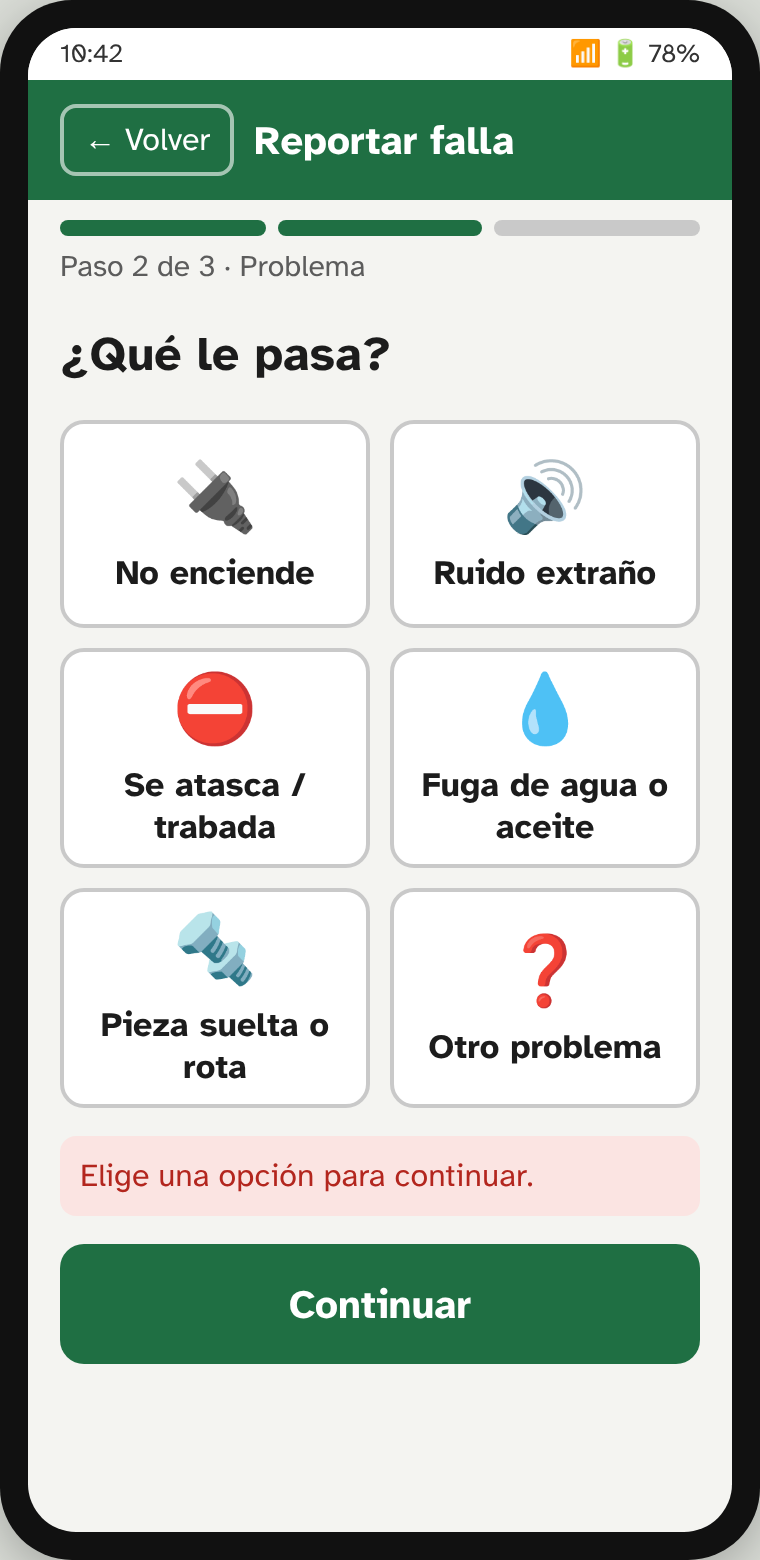 10:42 78%
← Volver Reportar falla
Paso 2 de 3 · Problema
¿Qué le pasa?
No enciende
Ruido extraño
Se atasca /
trabada
Fuga de agua o
aceite
Pieza suelta o
rota
Otro problema
Elige una opción para continuar.
Continuar